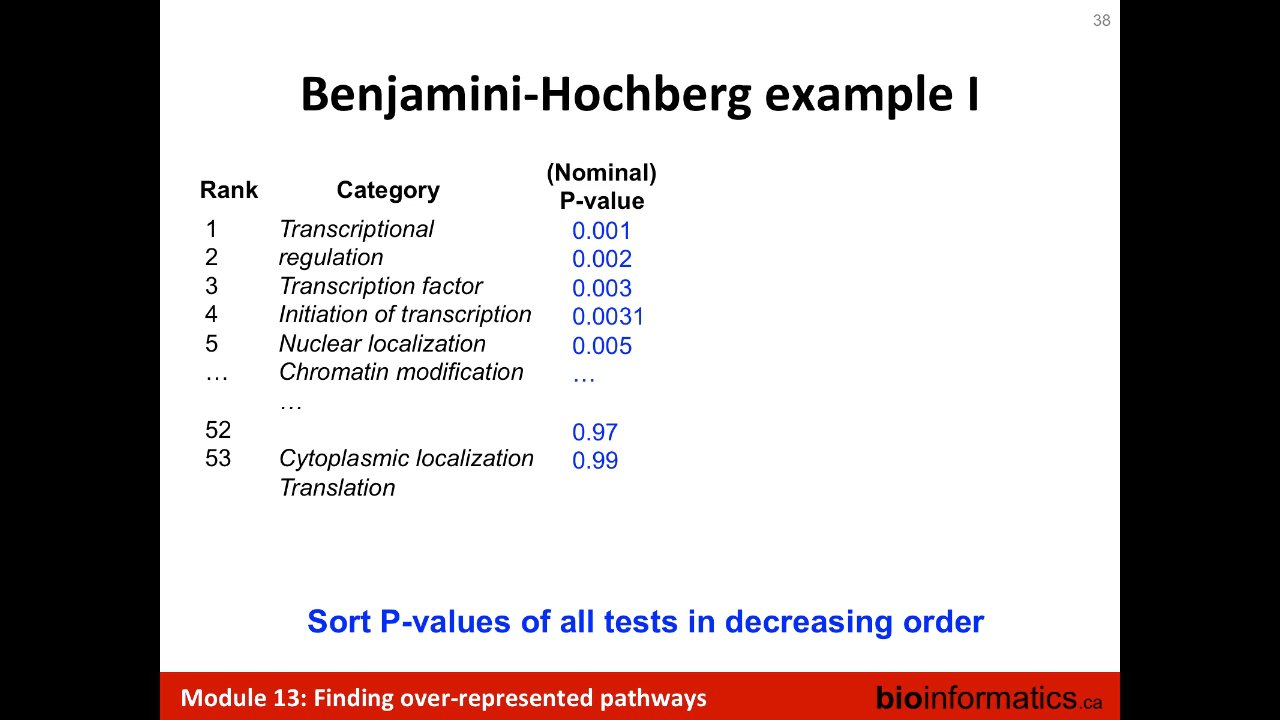 38
Benjamini-Hochberg example I
Rank Category (Nominal) P-value
1 Transcriptional 0.001
2 regulation 0.002
3 Transcription factor 0.003
4 Initiation of transcription 0.0031
5 Nuclear localization 0.005
… Chromatin modification …
…
52 0.97
53 Cytoplasmic localization 0.99
Translation
Sort P-values of all tests in decreasing order
Module 13: Finding over-represented pathways
bioinformatics.ca